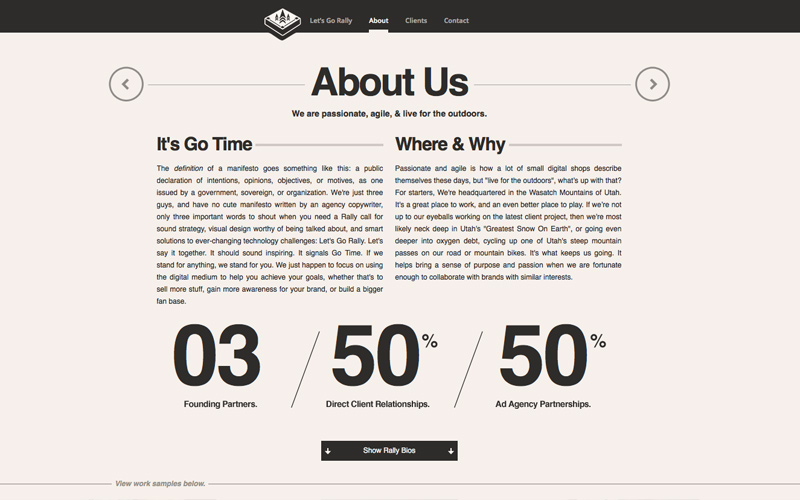 Let's Go Rally About Clients Contact
About Us
We are passionate, agile, & live for the outdoors.
It's Go Time
The definition of a manifesto goes something like this: a public
declaration of intentions, opinions, objectives, or motives, as one
issued by a government, sovereign, or organization. We're just three
guys, and have no cute manifesto written by an agency copywriter,
only three important words to shout when you need a Rally call for
sound strategy, visual design worthy of being talked about, and smart
solutions to ever-changing technology challenges: Let's Go Rally. Let's
say it together. It should sound inspiring. It signals Go Time. If we
stand for anything, we stand for you. We just happen to focus on using
the digital medium to help you achieve your goals, whether that's to
sell more stuff, gain more awareness for your brand, or build a bigger
fan base.
Where & Why
Passionate and agile is how a lot of small digital shops describe
themselves these days, but "live for the outdoors", what's up with that?
For starters, We're headquartered in the Wasatch Mountains of Utah.
It's a great place to work, and an even better place to play. If we're not
up to our eyeballs working on the latest client project, then we're most
likely neck deep in Utah's "Greatest Snow On Earth", or going even
deeper into oxygen debt, cycling up one of Utah's steep mountain
passes on our road or mountain bikes. It's what keeps us going. It
helps bring a sense of purpose and passion when we are fortunate
enough to collaborate with brands with similar interests.
03
Founding Partners.
50%
Direct Client Relationships.
50%
Ad Agency Partnerships.
Show Rally Bios
View work samples below.